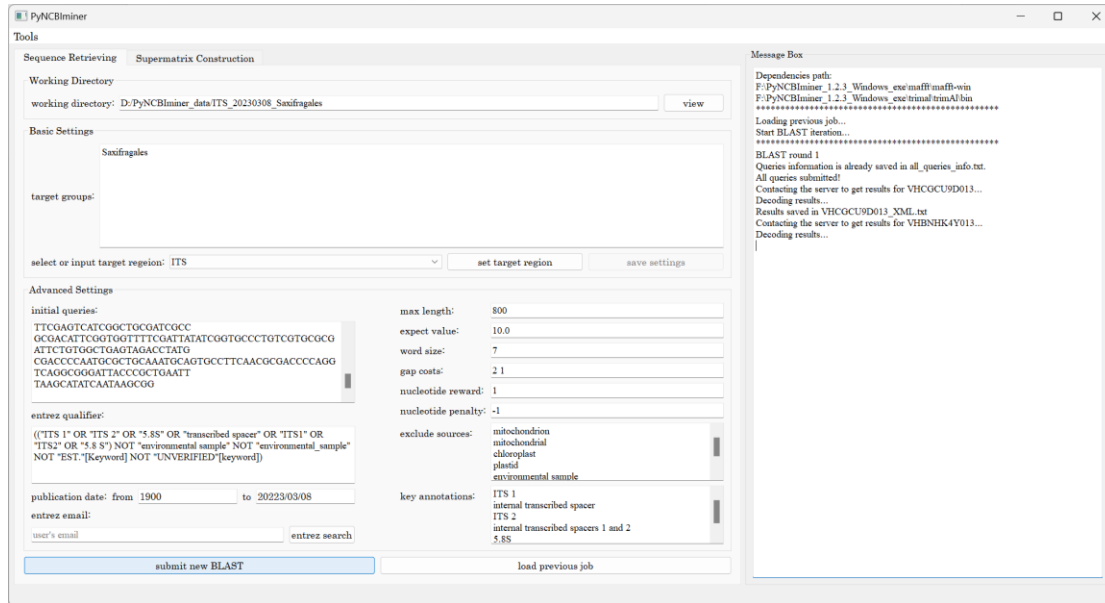 PyNCBIminer
Tools
Sequence Retrieving
Supermatrix Construction
Working Directory
working directory: D:/PyNCBIminer_data/ITS_20230308_Saxifragales
view
Basic Settings
target groups:
Saxifragales
select or input target regeion: ITS
set target region
save settings
Advanced Settings
initial queries:
TTCGAGTCATCGGCTGCGATCGCC
GCGACATTCGGTGGTTTTCGATTATATCGGTGCCCTGTCGTGCGCG
ATTCTGTGGCTGAGTAGACCTATG
CGACCCCAATGCGCTGCAAATGCAGTGCCTTCAACGCGACCCCAGG
TCAGGCGGGATTACCCGCTGAATT
TAAGCATATCAATAAGCGG
entrez qualifier:
(("ITS 1" OR "ITS 2" OR "5.8S" OR "transcribed spacer" OR "ITS1" OR
"ITS2" OR "5.8 S") NOT "environmental sample" NOT "environmental_sample"
NOT "EST."[Keyword] NOT "UNVERIFIED"[keyword])
publication date: from 1900 to 20223/03/08
entrez email:
user's email
entrez search
max length: 800
expect value: 10.0
word size: 7
gap costs: 2 1
nucleotide reward: 1
nucleotide penalty: -1
exclude sources:
mitochondrion
mitochondrial
chloroplast
plastid
environmental sample
key annotations:
ITS 1
internal transcribed spacer
ITS 2
internal transcribed spacers 1 and 2
5.8S
submit new BLAST
load previous job
Message Box
Dependencies path:
F:\PyNCBIminer_1.2.3_Windows_exe\mafft\mafft-win
F:\PyNCBIminer_1.2.3_Windows_exe\trimal\trimAl\bin
**************************************************
Loading previous job...
Start BLAST iteration...
**************************************************
BLAST round 1
Queries information is already saved in all_queries_info.txt.
All queries submitted!
Contacting the server to get results for VHCGCU9D013...
Decoding results...
Results saved in VHCGCU9D013_XML.txt
Contacting the server to get results for VHBNHK4Y013...
Decoding results...